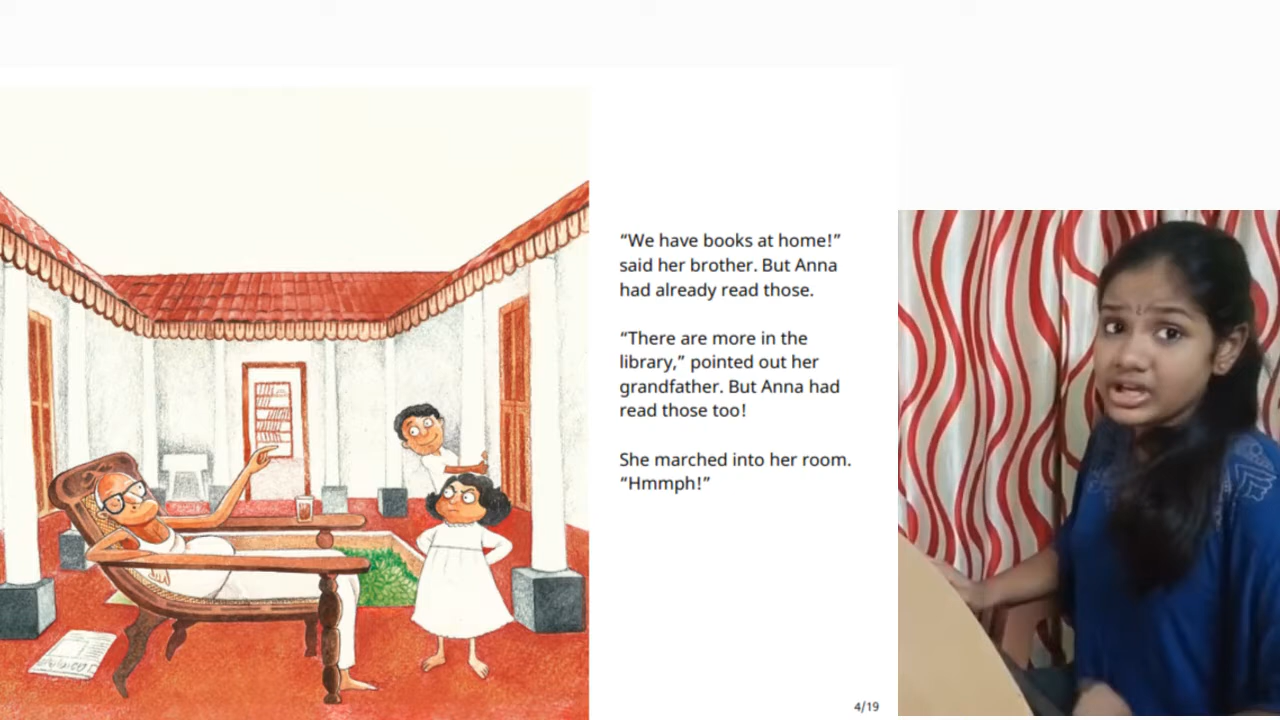 “We have books at home!”
said her brother. But Anna
had already read those.
“There are more in the
library,” pointed out her
grandfather. But Anna had
read those too!
She marched into her room.
“Hmmph!”
4/19